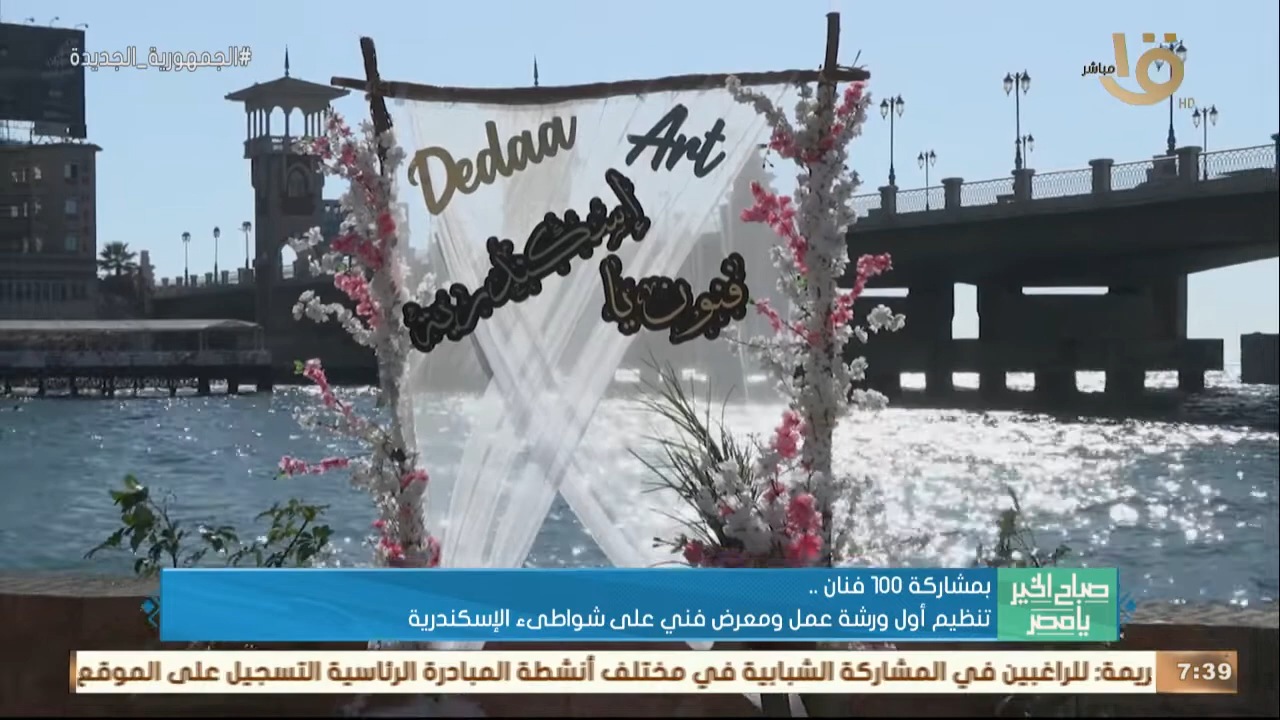 #الجمهورية_الجديدة
مباشر
HD
Dedaa Art
فنون يا إسكندرية
صباح الخير
يا مصر
بمشاركة 100 فنان ..
تنظيم أول ورشة عمل ومعرض فني على شواطىء الإسكندرية
7:39
ريمة: للراغبين في المشاركة الشبابية في مختلف أنشطة المبادرة الرئاسية التسجيل على الموقع